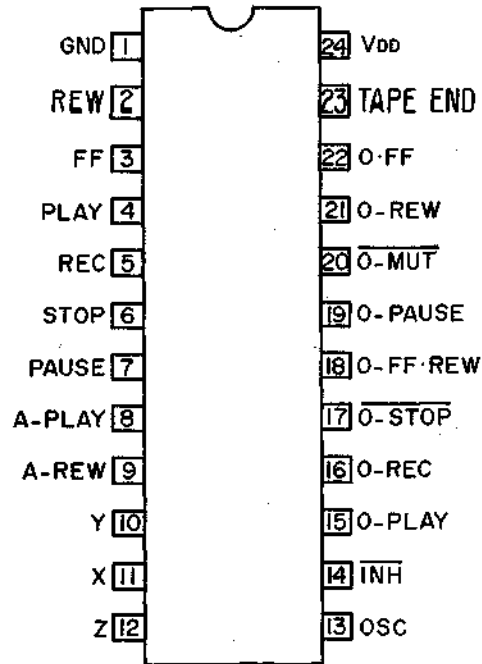 GND 1 24 VDD
REW 2 23 TAPE END
FF 3 22 O·FF
PLAY 4 21 O-REW
REC 5 20 O-MUT
STOP 6 19 O-PAUSE
PAUSE 7 18 O-FF·REW
A-PLAY 8 17 O-STOP
A-REW 9 16 O-REC
Y 10 15 O-PLAY
X 11 14 INH
Z 12 13 OSC